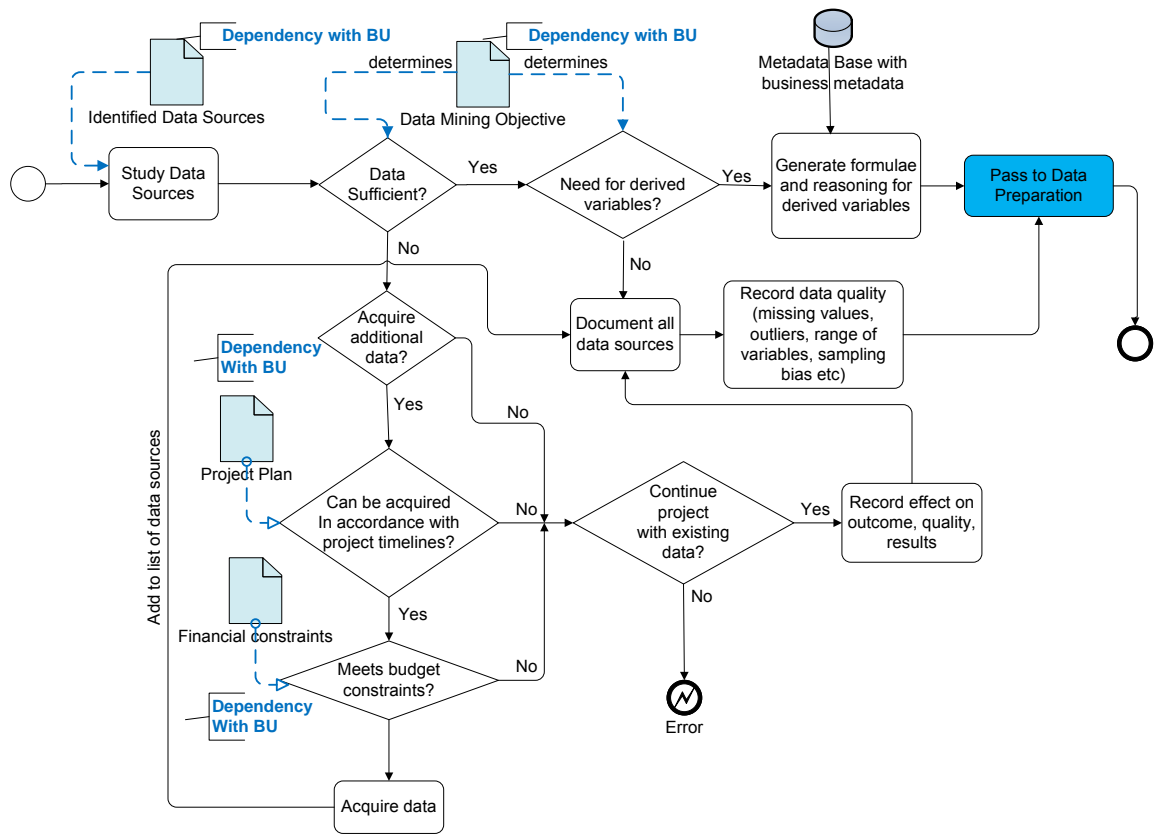 Dependency with BU
Dependency with BU
determines
determines
Identified Data Sources
Data Mining Objective
Metadata Base with
business metadata
Study Data
Sources
Data
Sufficient?
Yes
Need for derived
variables?
Yes
Generate formulae
and reasoning for
derived variables
Pass to Data
Preparation
No
No
Acquire
additional
data?
Document all
data sources
Record data quality
(missing values,
outliers, range of
variables, sampling
bias etc)
Dependency
With BU
Yes
No
Project Plan
Add to list of data sources
Can be acquired
In accordance with
project timelines?
No
Continue
project
with existing
data?
Yes
Record effect on
outcome, quality,
results
Financial constraints
Yes
No
Meets budget
constraints?
No
Dependency
With BU
Error
Acquire data